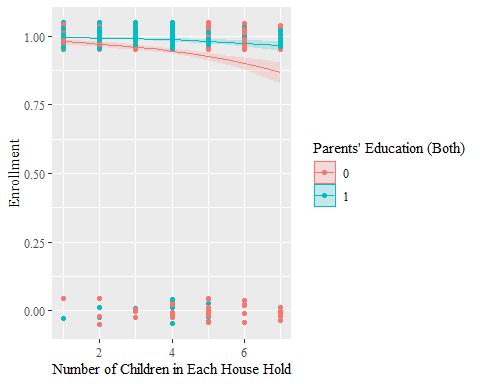 1.00
0.75
0.50
0.25
0.00
Enrollment
2 4 6
Number of Children in Each House Hold
Parents' Education (Both)
0
1